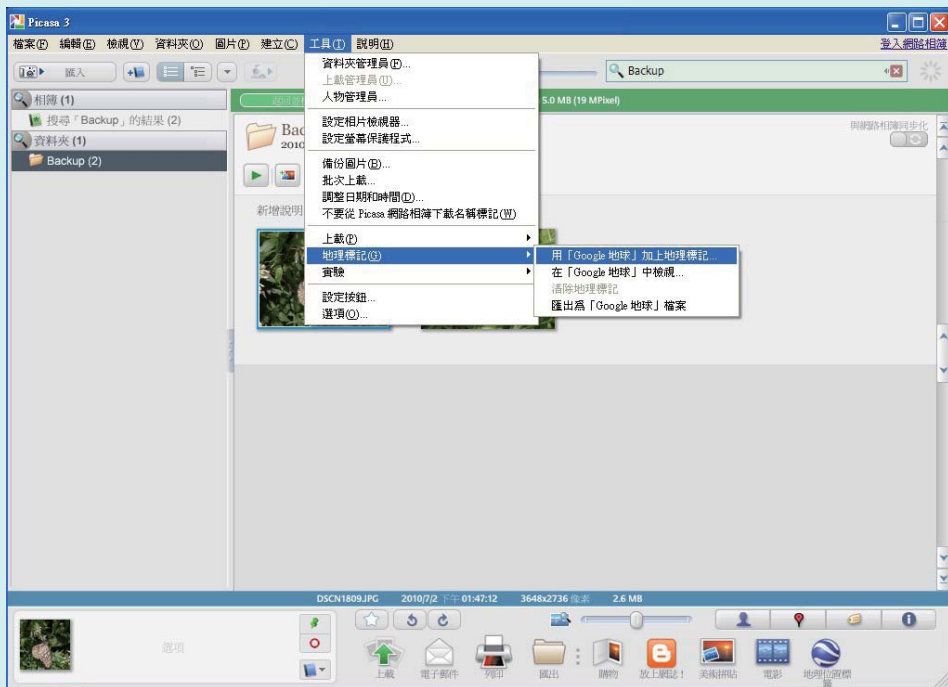 Picasa 3
檔案(F) 編輯(E) 檢視(V) 資料夾(O) 圖片(P) 建立(C) 工具(T) 說明(H)
登入網路相簿
匯入
Backup
相簿 (1)
搜尋「Backup」的結果 (2)
資料夾 (1)
Backup (2)
5.0 MB (19 MPixel)
Bac
2010
與網路相簿同步化
新增說明
資料夾管理員(F)...
上載管理員(U)...
人物管理員...
設定相片檢視器...
設定螢幕保護程式...
備份圖片(B)...
批次上載...
調整日期和時間(D)...
不要從 Picasa 網路相簿下載名稱標記(W)
上載(P)
地理標記(G)
實驗
設定按鈕...
選項(O)...
用「Google 地球」加上地理標記...
在「Google 地球」中檢視...
清除地理標記
匯出為「Google 地球」檔案
DSCN1809.JPG 2010/7/2 下午 01:47:12 3648x2736 像素 2.6 MB
選項
上載 電子郵件 列印 匯出 購物 放上網誌！ 美術拼貼 電影 地理位置標籤